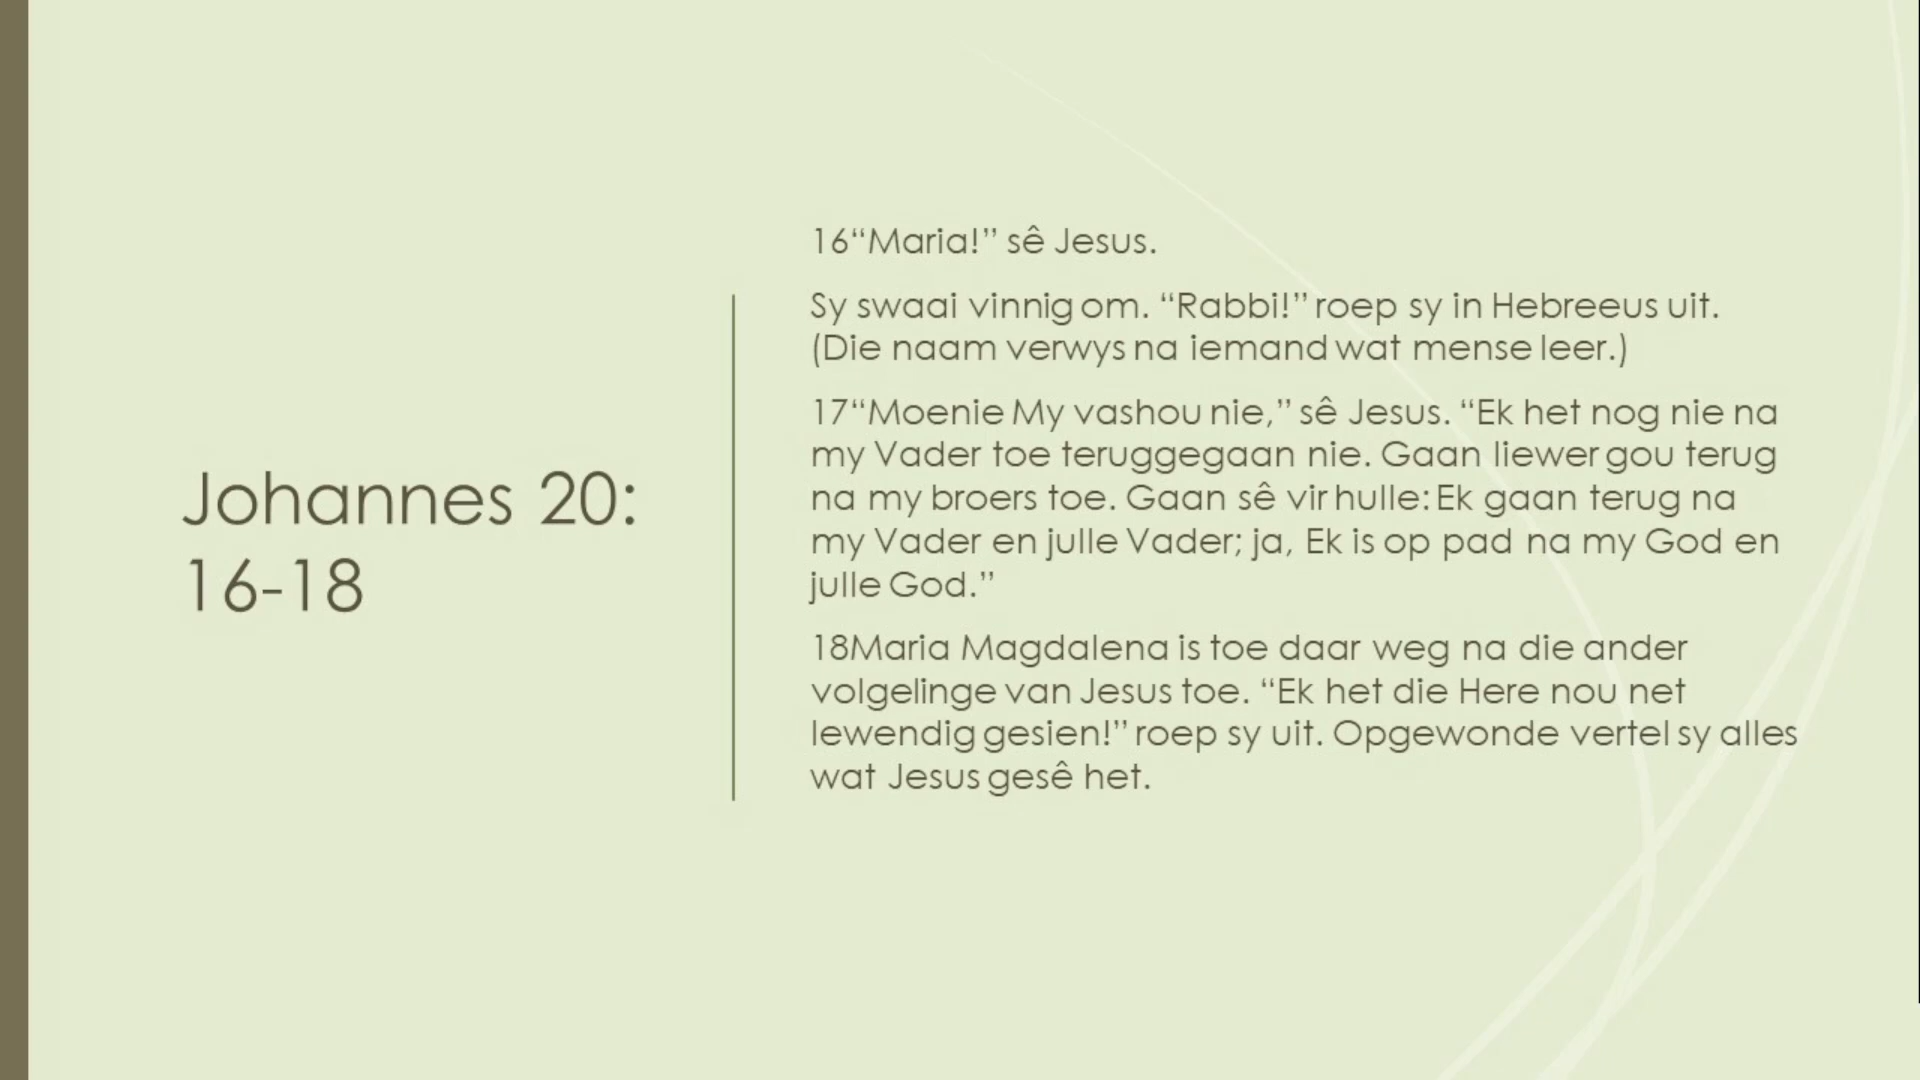 Johannes 20:
16-18
16“Maria!” sê Jesus.
Sy swaai vinnig om. “Rabbi!” roep sy in Hebreeus uit.
(Die naam verwys na iemand wat mense leer.)
17“Moenie My vashou nie,” sê Jesus. “Ek het nog nie na
my Vader toe teruggegaan nie. Gaan liewer gou terug
na my broers toe. Gaan sê vir hulle: Ek gaan terug na
my Vader en julle Vader; ja, Ek is op pad na my God en
julle God.”
18Maria Magdalena is toe daar weg na die ander
volgelinge van Jesus toe. “Ek het die Here nou net
lewendig gesien!” roep sy uit. Opgewonde vertel sy alles
wat Jesus gesê het.